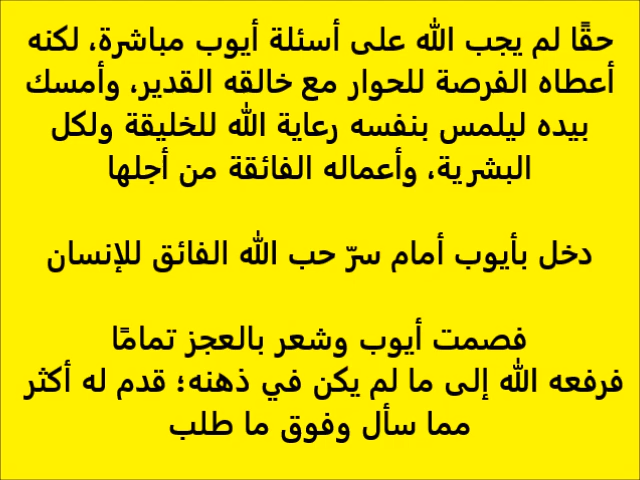 حقًا لم يجب الله على أسئلة أيوب مباشرة، لكنه
أعطاه الفرصة للحوار مع خالقه القدير، وأمسك
بيده ليلمس بنفسه رعاية الله للخليقة ولكل
البشرية، وأعماله الفائقة من أجلها
دخل بأيوب أمام سرّ حب الله الفائق للإنسان
فصمت أيوب وشعر بالعجز تمامًا
فرفعه الله إلى ما لم يكن في ذهنه؛ قدم له أكثر
مما سأل وفوق ما طلب